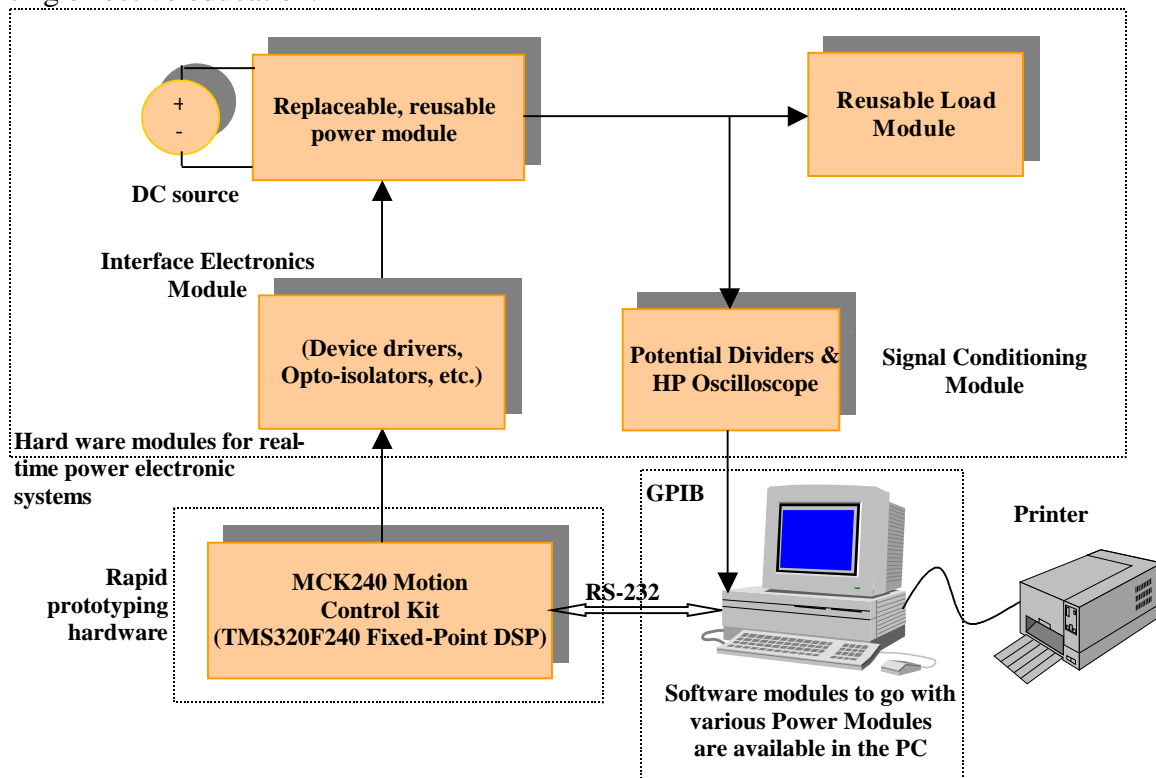 Replaceable, reusable
power module
Reusable Load
Module
+
-
DC source
Interface Electronics
Module
(Device drivers,
Opto-isolators, etc.)
Potential Dividers &
HP Oscilloscope
Signal Conditioning
Module
Hard ware modules for real-
time power electronic
systems
GPIB
Printer
Rapid
prototyping
hardware
MCK240 Motion
Control Kit
(TMS320F240 Fixed-Point DSP)
RS-232
Software modules to go with
various Power Modules
are available in the PC